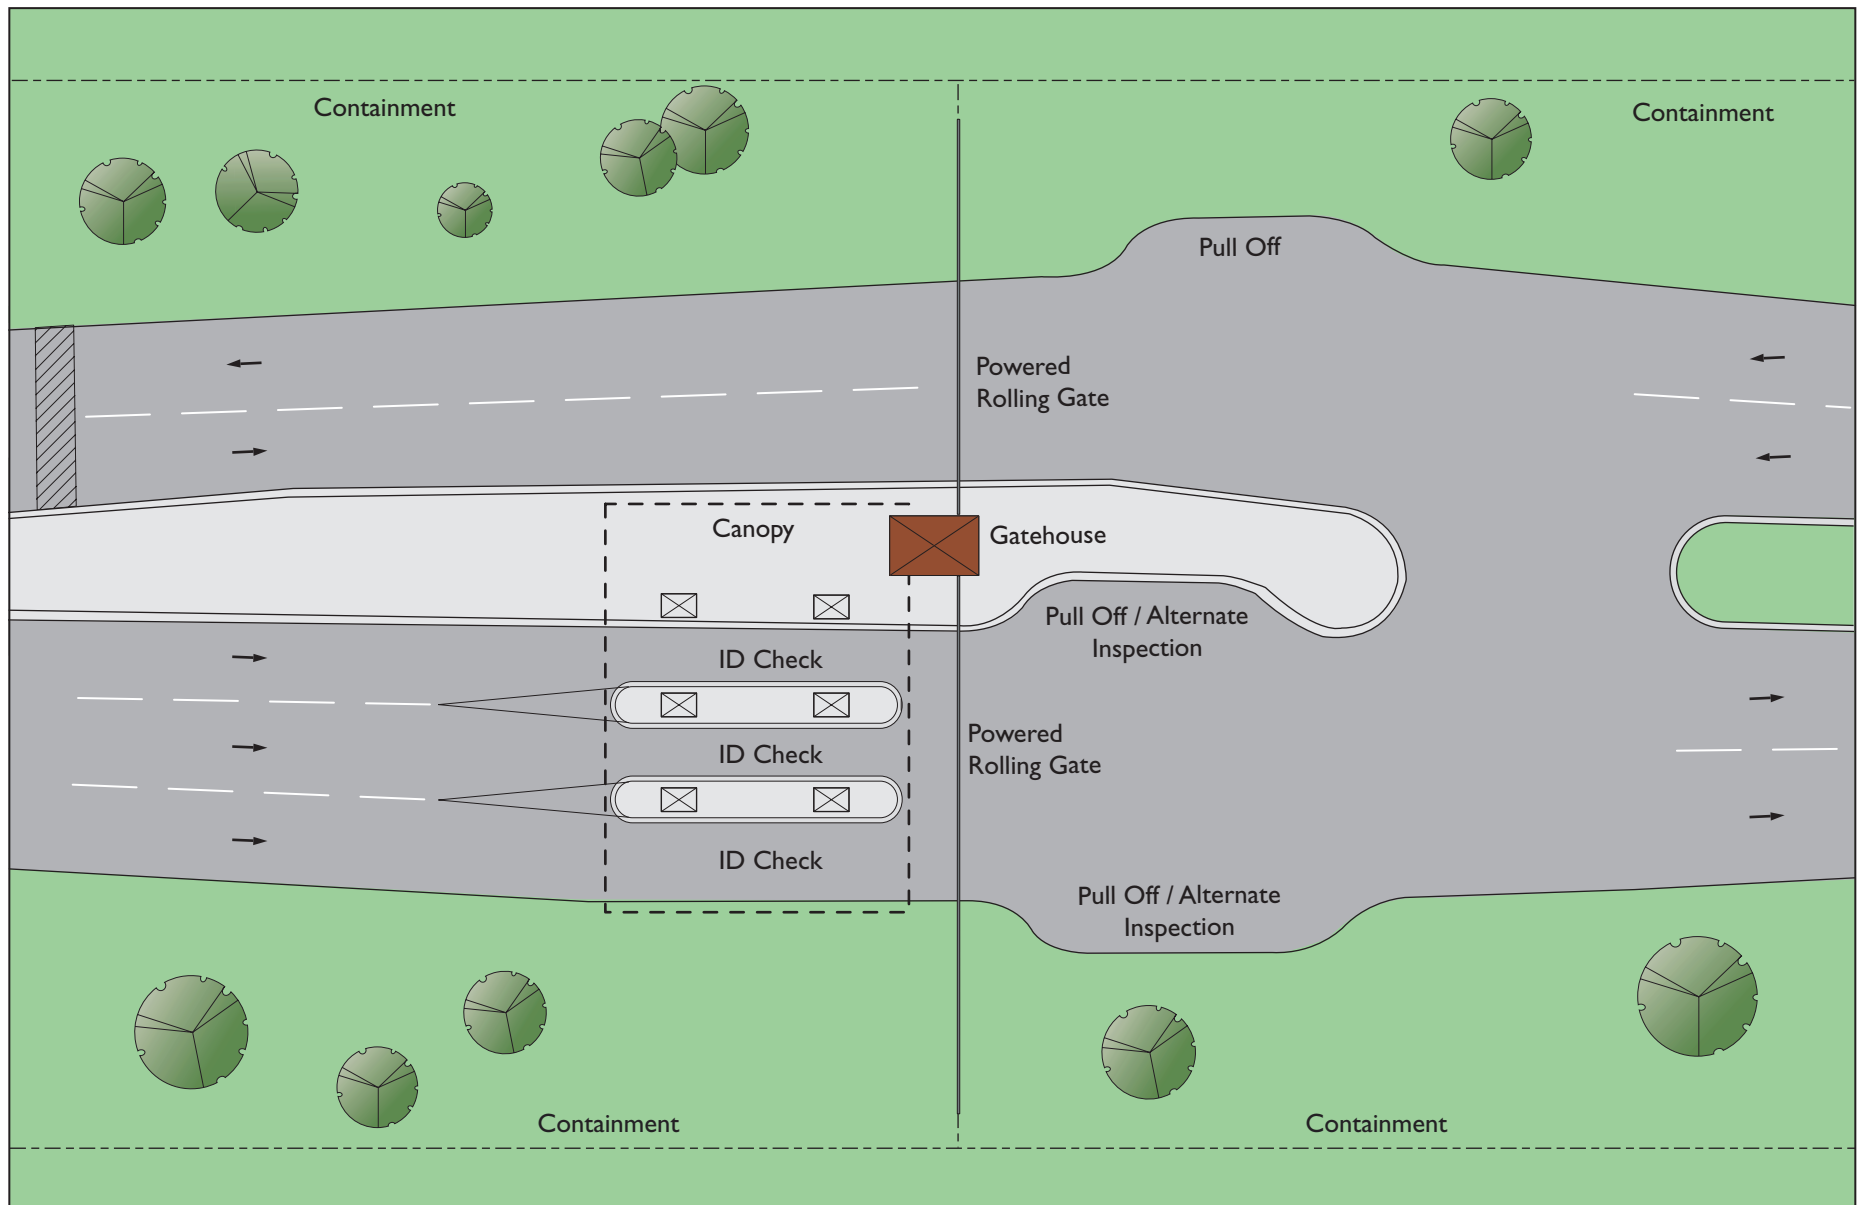 Containment
Containment
Pull Off
Powered
Rolling Gate
Canopy
Gatehouse
Pull Off / Alternate
Inspection
ID Check
Powered
Rolling Gate
ID Check
ID Check
Pull Off / Alternate
Inspection
Containment
Containment